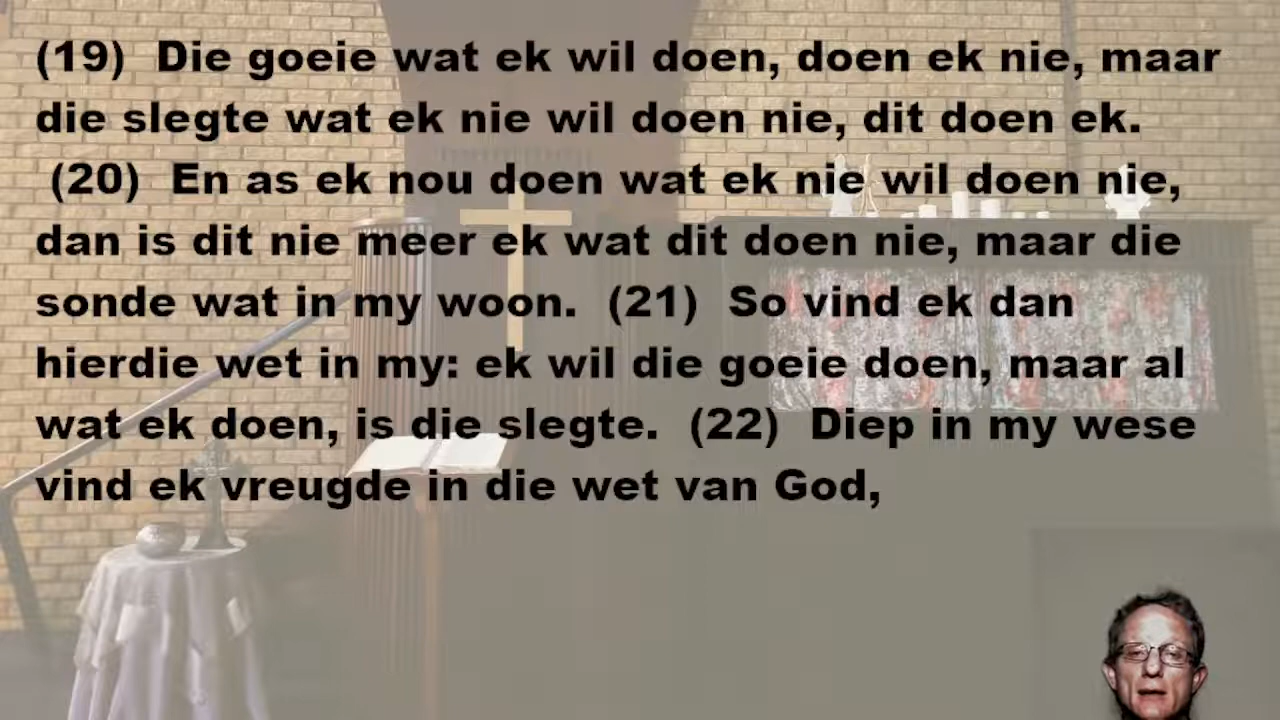 (19) Die goeie wat ek wil doen, doen ek nie, maar
die slegte wat ek nie wil doen nie, dit doen ek.
(20) En as ek nou doen wat ek nie wil doen nie,
dan is dit nie meer ek wat dit doen nie, maar die
sonde wat in my woon. (21) So vind ek dan
hierdie wet in my: ek wil die goeie doen, maar al
wat ek doen, is die slegte. (22) Diep in my wese
vind ek vreugde in die wet van God,